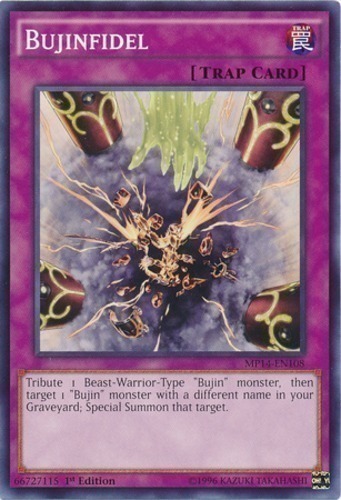 BUJINFIDEL
TRAP
罠
[TRAP CARD]
MP14-EN108
Tribute 1 Beast-Warrior-Type "Bujin" monster, then
target 1 "Bujin" monster with a different name in your
Graveyard; Special Summon that target.
66727115 1st Edition ©1996 KAZUKI TAKAHASHI